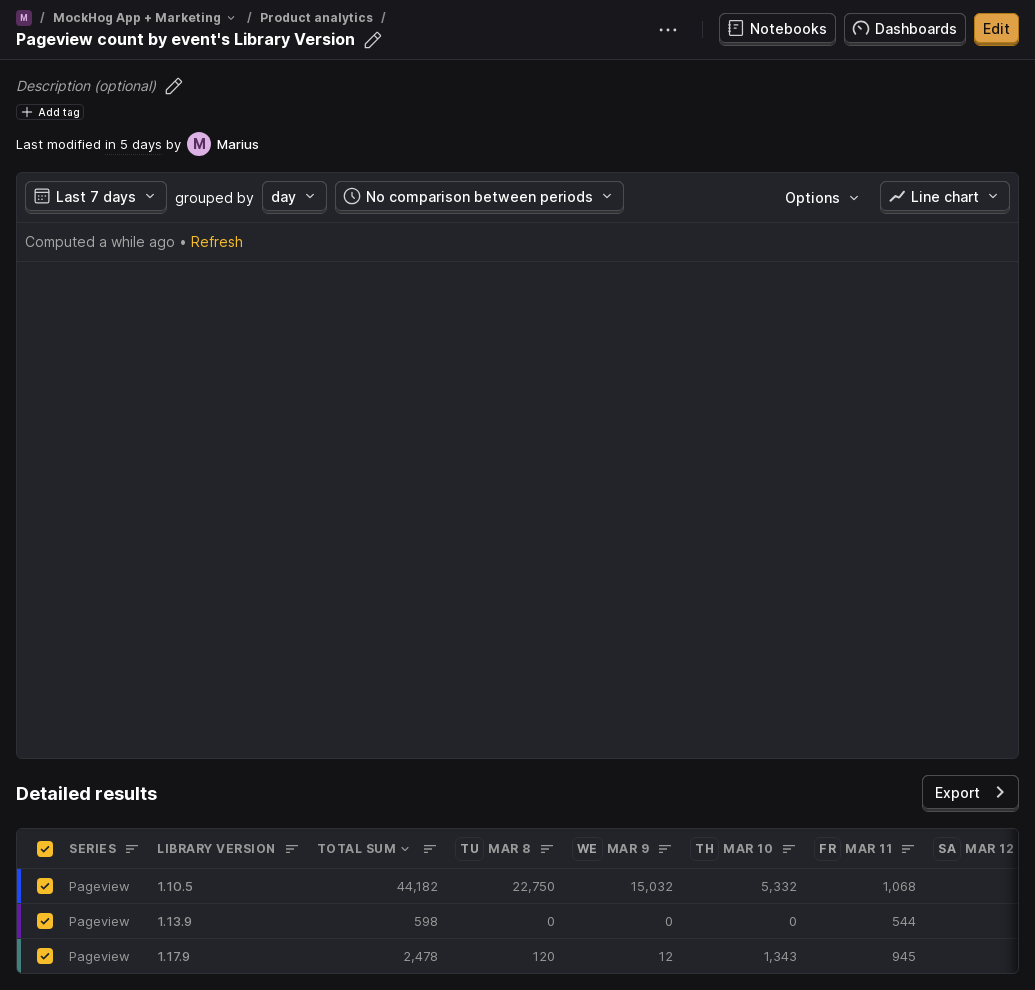 M / MockHog App + Marketing / Product analytics /
Pageview count by event's Library Version
Notebooks
Dashboards
Edit
Description (optional)
Add tag
Last modified in 5 days by M Marius
Last 7 days grouped by day No comparison between periods Options Line chart
Computed a while ago • Refresh
Detailed results
Export
SERIES LIBRARY VERSION TOTAL SUM TU MAR 8 WE MAR 9 TH MAR 10 FR MAR 11 SA MAR 12
Pageview 1.10.5 44,182 22,750 15,032 5,332 1,068
Pageview 1.13.9 598 0 0 0 544
Pageview 1.17.9 2,478 120 12 1,343 945